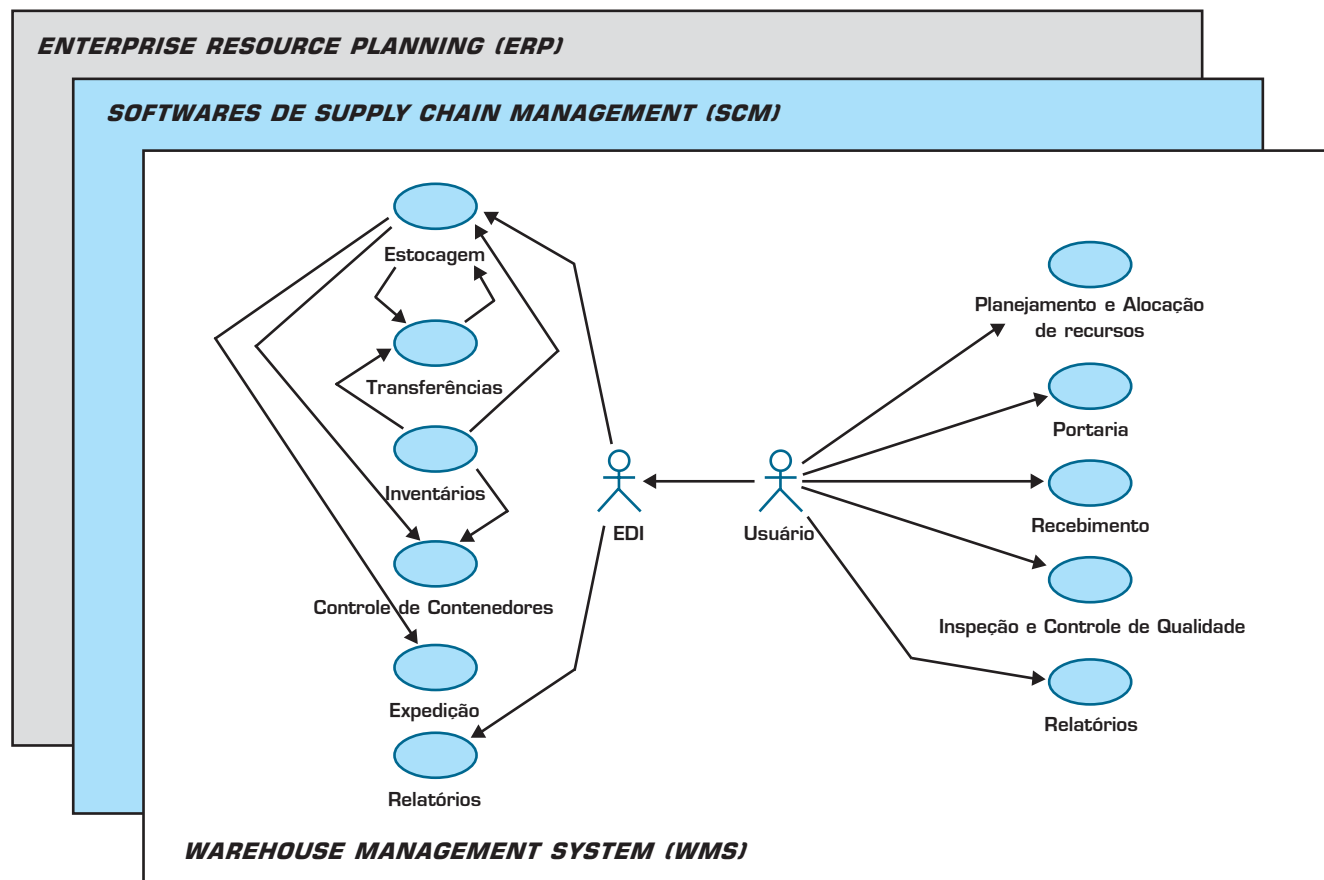 ENTERPRISE RESOURCE PLANNING (ERP)
SOFTWARES DE SUPPLY CHAIN MANAGEMENT (SCM)
Estocagem
Transferências
Inventários
Controle de Contenedores
Expedição
Relatórios
EDI
Usuário
Planejamento e Alocação
de recursos
Portaria
Recebimento
Inspeção e Controle de Qualidade
Relatórios
WAREHOUSE MANAGEMENT SYSTEM (WMS)